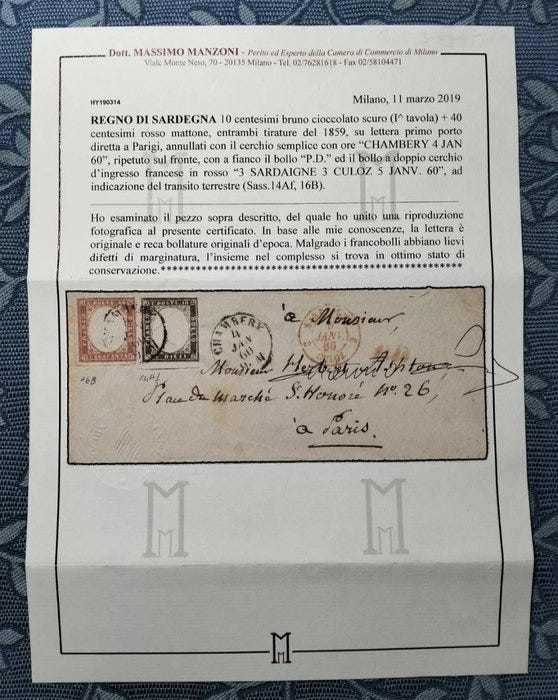 Dott. MASSIMO MANZONI - Perito ed Esperto della Camera di Commercio di Milano
Viale Monte Nero, 70 - 20135 Milano - Tel. 02/76281618 - Fax 02/58104471
HY190314
Milano, 11 marzo 2019
REGNO DI SARDEGNA 10 centesimi bruno cioccolato scuro (I^ tavola) + 40
centesimi rosso mattone, entrambi tirature del 1859, su lettera primo porto
diretta a Parigi, annullati con il cerchio semplice con ore “CHAMBERY 4 JAN
60”, ripetuto sul fronte, con a fianco il bollo “P.D.” ed il bollo a doppio cerchio
d’ingresso francese in rosso “3 SARDAIGNE 3 CULOZ 5 JANV. 60”, ad
indicazione del transito terrestre (Sass.14Af, 16B).
Ho esaminato il pezzo sopra descritto, del quale ho unito una riproduzione
fotografica al presente certificato. In base alle mie conoscenze, la lettera è
originale e reca bollature originali d’epoca. Malgrado i francobolli abbiano lievi
difetti di marginatura, l’insieme nel complesso si trova in ottimo stato di
conservazione.********************************************
CHAMBERY
4
JAN
60
M
JANV.
60
CULOZ
à Monsieur,
Monsieur
16B
14Af
Place du Marché St. Honoré No. 26,
à Paris.
M
M
M